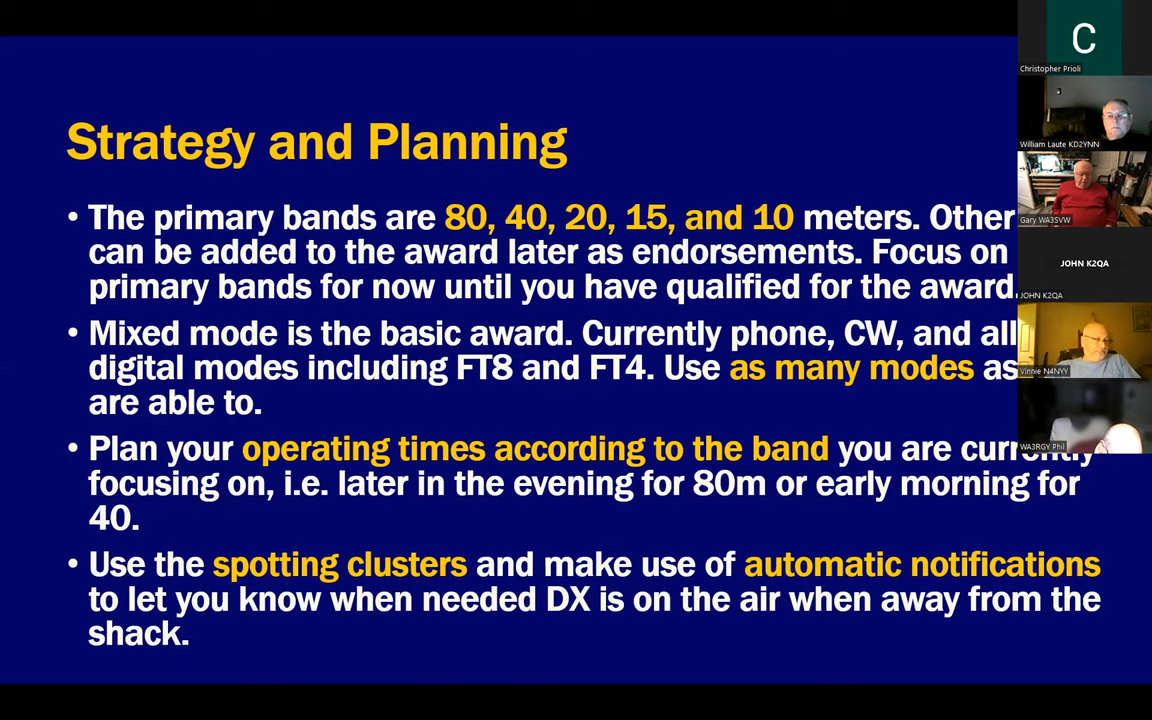 Strategy and Planning
• The primary bands are 80, 40, 20, 15, and 10 meters. Other
can be added to the award later as endorsements. Focus on
primary bands for now until you have qualified for the award.
• Mixed mode is the basic award. Currently phone, CW, and all
digital modes including FT8 and FT4. Use as many modes as
are able to.
• Plan your operating times according to the band you are currently
focusing on, i.e. later in the evening for 80m or early morning for
40.
• Use the spotting clusters and make use of automatic notifications
to let you know when needed DX is on the air when away from the
shack.
C
Christopher Prioli
William Laute KD2YNN
Gary WA3SVW
JOHN K2QA
JOHN K2QA
Vinnie N4NYY
WA3RGY Phil